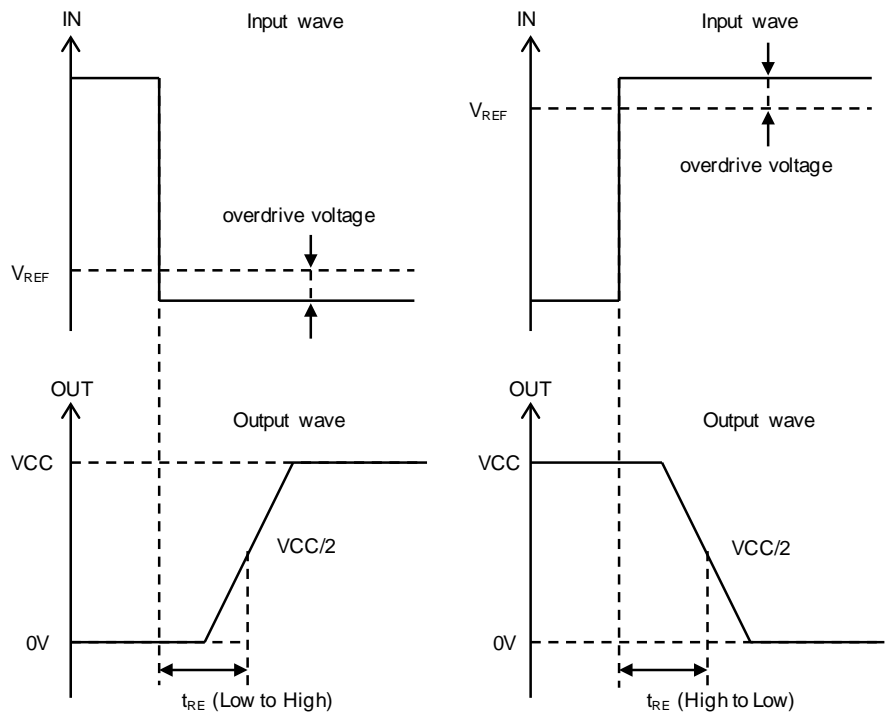 IN
Input wave
overdrive voltage
VREF
OUT
Output wave
VCC
VCC/2
0V
tRE (Low to High)
IN
Input wave
VREF
overdrive voltage
OUT
Output wave
VCC
VCC/2
0V
tRE (High to Low)